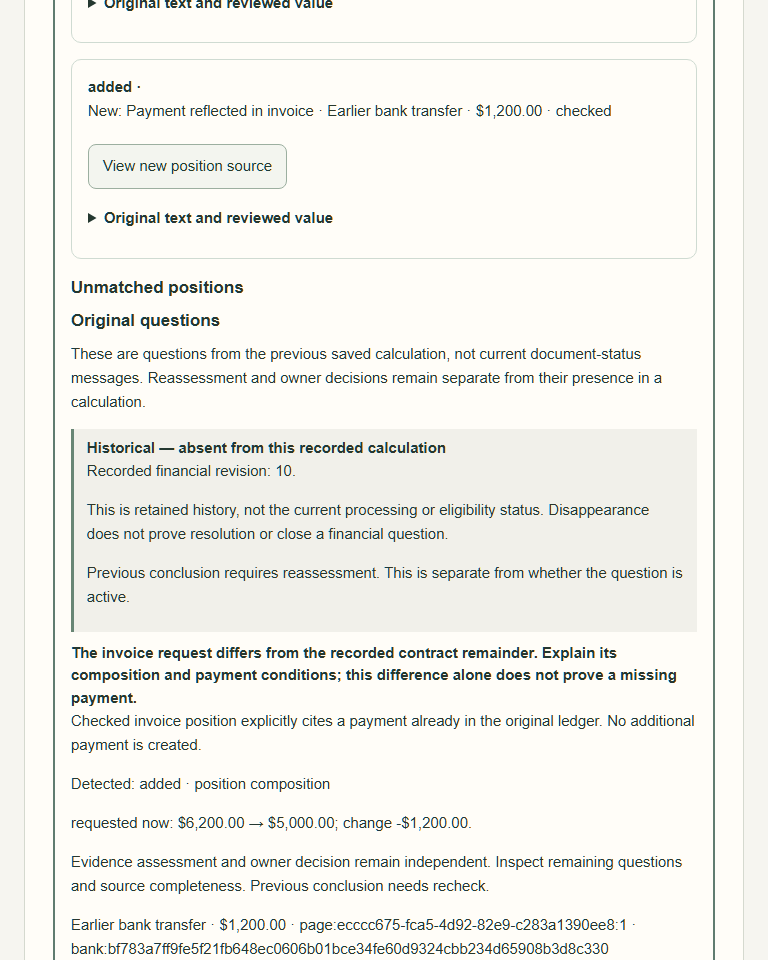 Original text and reviewed value
added ·
New: Payment reflected in invoice · Earlier bank transfer · $1,200.00 · checked
View new position source
Original text and reviewed value
Unmatched positions
Original questions
These are questions from the previous saved calculation, not current document-status
messages. Reassessment and owner decisions remain separate from their presence in a
calculation.
Historical — absent from this recorded calculation
Recorded financial revision: 10.
This is retained history, not the current processing or eligibility status. Disappearance
does not prove resolution or close a financial question.
Previous conclusion requires reassessment. This is separate from whether the question is
active.
The invoice request differs from the recorded contract remainder. Explain its
composition and payment conditions; this difference alone does not prove a missing
payment.
Checked invoice position explicitly cites a payment already in the original ledger. No additional
payment is created.
Detected: added · position composition
requested now: $6,200.00 → $5,000.00; change -$1,200.00.
Evidence assessment and owner decision remain independent. Inspect remaining questions
and source completeness. Previous conclusion needs recheck.
Earlier bank transfer · $1,200.00 · page:ecccc675-fca5-4d92-82e9-c283a1390ee8:1 ·
bank:bf783a7ff9fe5f21fb648ec0606b01bce34fe60d9324cbb234d65908b3d8c330